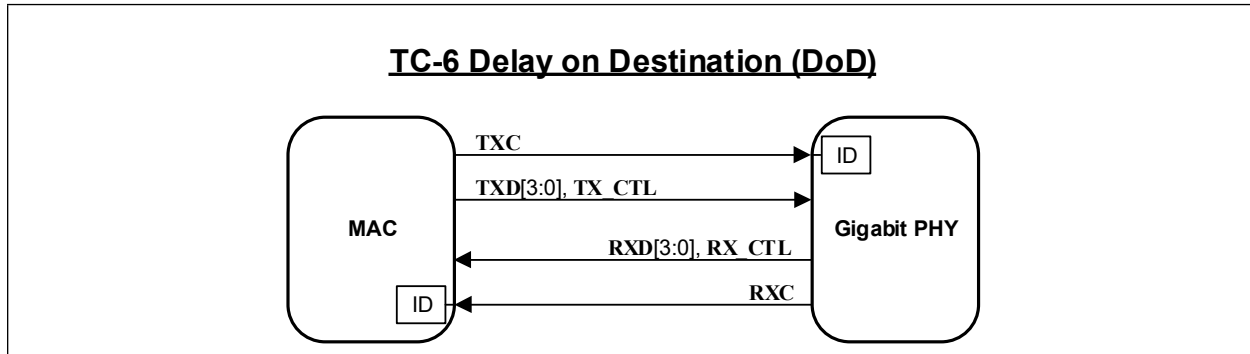 TC-6 Delay on Destination (DoD)
TXC
ID
TXD[3:0], TX_CTL
MAC
Gigabit PHY
RXD[3:0], RX_CTL
ID
RXC